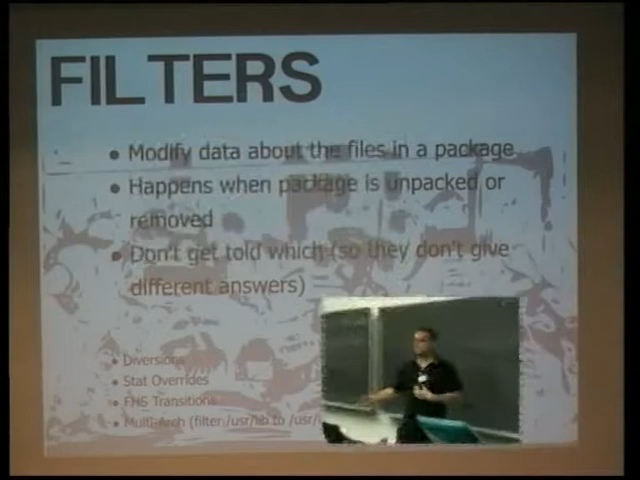 FILTERS
• Modify data about the files in a package
• Happens when package is unpacked or
removed
• Don't get told which (so they don't give
different answers)
• Diversions
• Stat Overrides
• FHS Transitions
• Multi-Arch (filter /usr/lib to /usr/